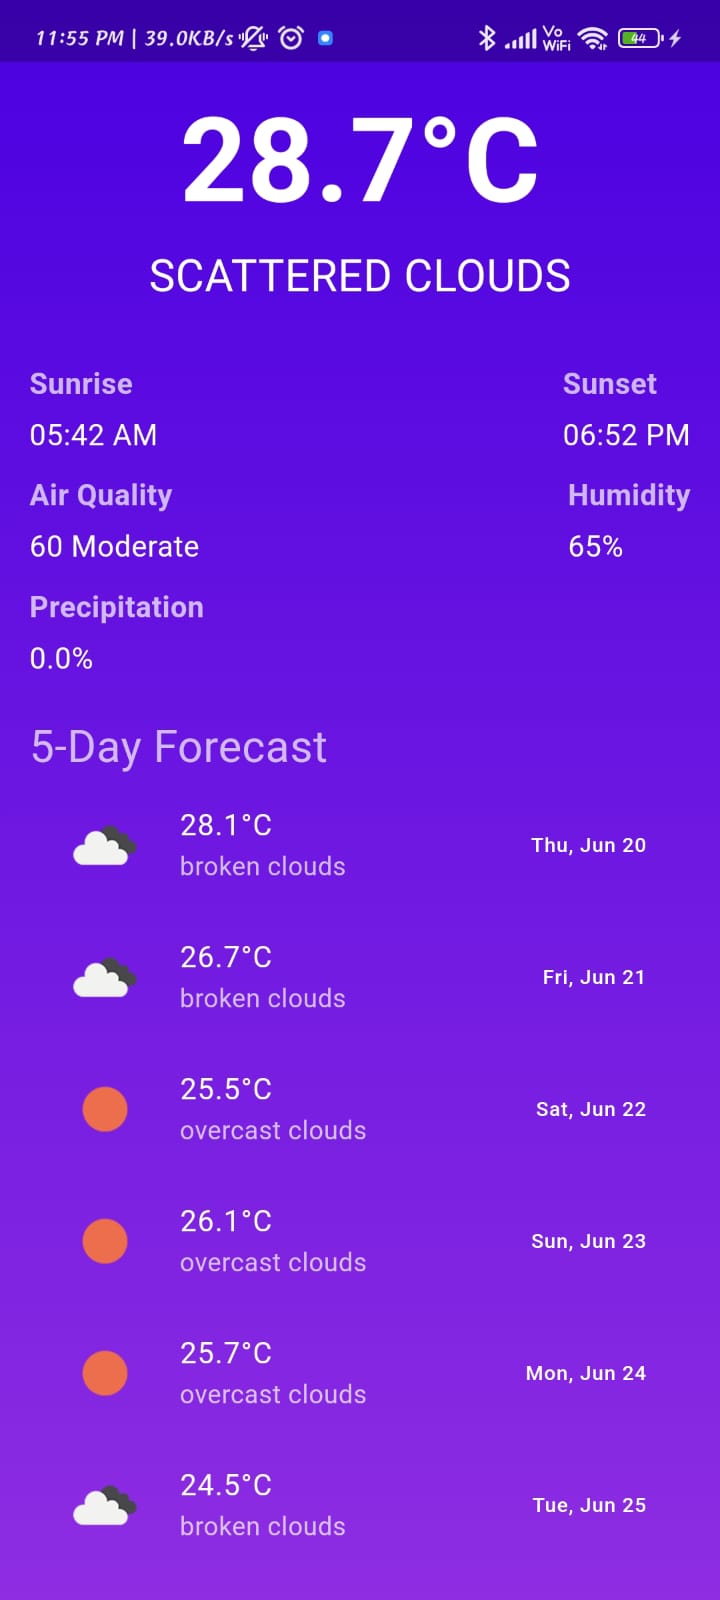 11:55 PM | 39.0KB/s
Vo
WiFi
44
28.7°C
SCATTERED CLOUDS
Sunrise
Sunset
05:42 AM
06:52 PM
Air Quality
Humidity
60 Moderate
65%
Precipitation
0.0%
5-Day Forecast
28.1°C
broken clouds
Thu, Jun 20
26.7°C
broken clouds
Fri, Jun 21
25.5°C
overcast clouds
Sat, Jun 22
26.1°C
overcast clouds
Sun, Jun 23
25.7°C
overcast clouds
Mon, Jun 24
24.5°C
broken clouds
Tue, Jun 25